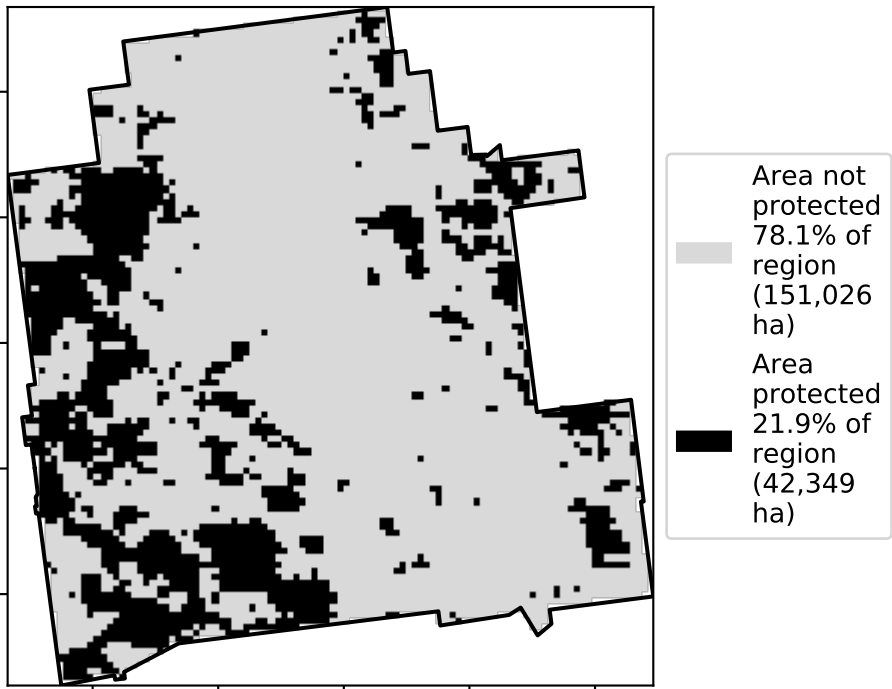 Area not
protected
78.1% of
region
(151,026
ha)
Area
protected
21.9% of
region
(42,349
ha)